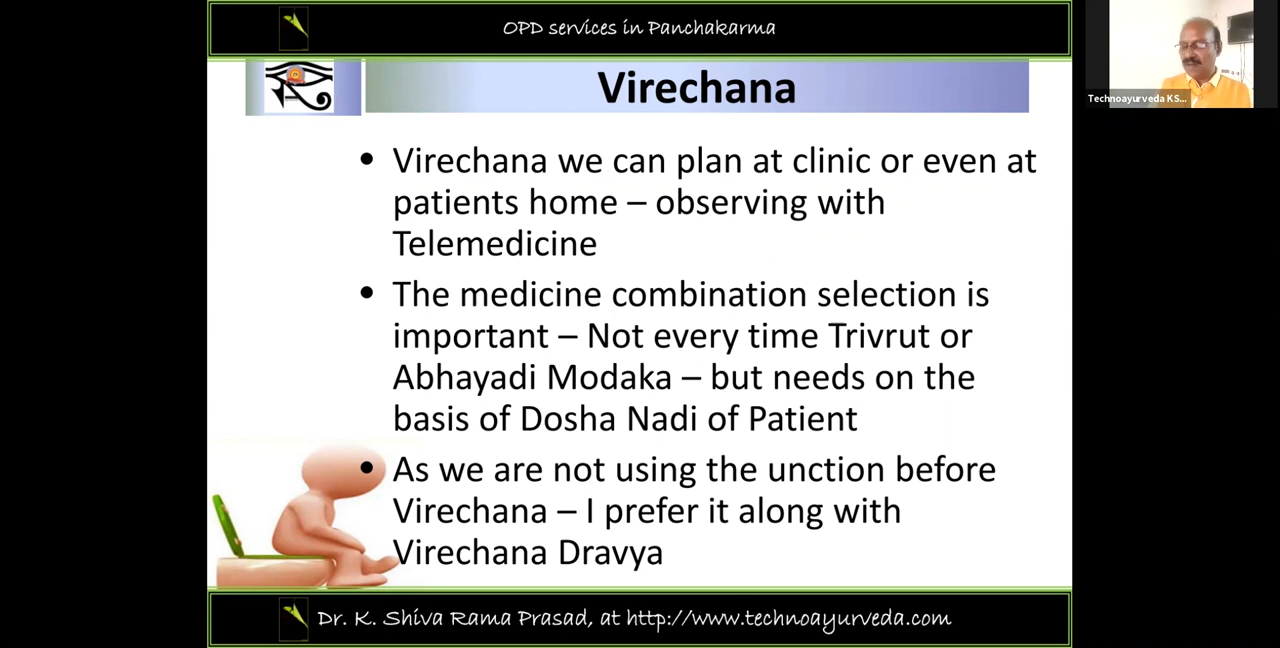 OPD services in Panchakarma
Virechana
• Virechana we can plan at clinic or even at
patients home – observing with
Telemedicine
• The medicine combination selection is
important – Not every time Trivrut or
Abhayadi Modaka – but needs on the
basis of Dosha Nadi of Patient
• As we are not using the unction before
Virechana – I prefer it along with
Virechana Dravya
Dr. K. Shiva Rama Prasad, at http://www.technoayurveda.com
Technoayurveda KS...